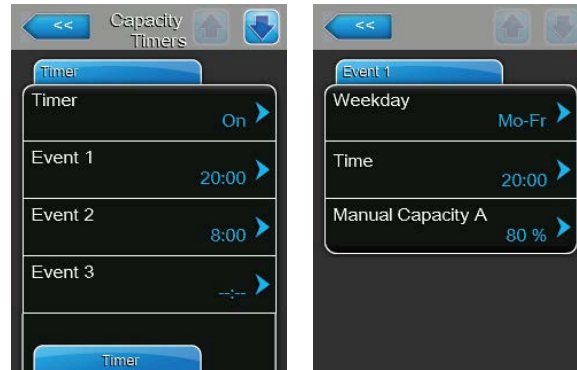 <<
Capacity
Timers
Timer
Timer
On
Event 1
20:00
Event 2
8:00
Event 3
--:--
Timer
<<
Event 1
Weekday
Mo-Fr
Time
20:00
Manual Capacity A
80 %